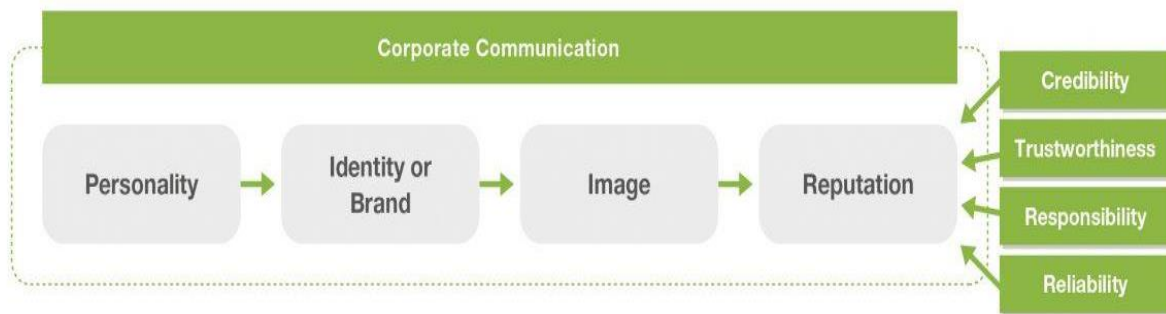 Corporate Communication
Personality
Identity or
Brand
Image
Reputation
Credibility
Trustworthiness
Responsibility
Reliability